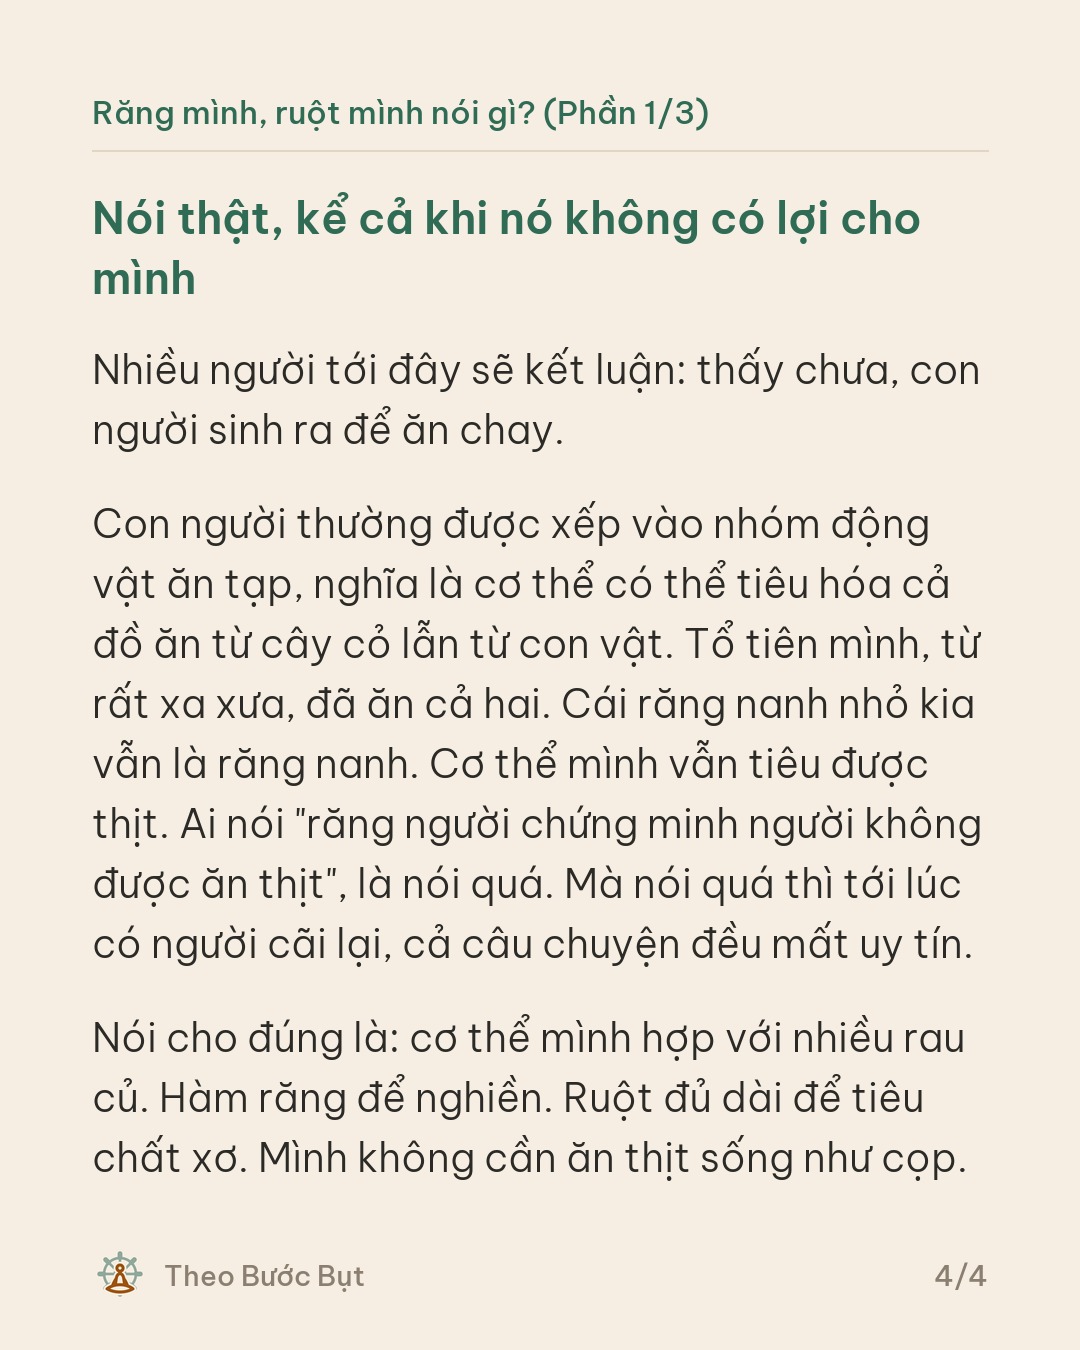 Răng mình, ruột mình nói gì? (Phần 1/3)
Nói thật, kể cả khi nó không có lợi cho
mình
Nhiều người tới đây sẽ kết luận: thấy chưa, con
người sinh ra để ăn chay.
Con người thường được xếp vào nhóm động
vật ăn tạp, nghĩa là cơ thể có thể tiêu hóa cả
đồ ăn từ cây cỏ lẫn từ con vật. Tổ tiên mình, từ
rất xa xưa, đã ăn cả hai. Cái răng nanh nhỏ kia
vẫn là răng nanh. Cơ thể mình vẫn tiêu được
thịt. Ai nói "răng người chứng minh người không
được ăn thịt", là nói quá. Mà nói quá thì tới lúc
có người cãi lại, cả câu chuyện đều mất uy tín.
Nói cho đúng là: cơ thể mình hợp với nhiều rau
củ. Hàm răng để nghiền. Ruột đủ dài để tiêu
chất xơ. Mình không cần ăn thịt sống như cọp.
Theo Bước Bụt
4/4